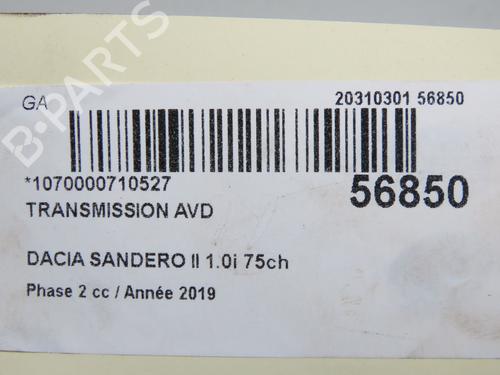 GA
20310301 56850
*1070000710527
56850
TRANSMISSION AVD
DACIA SANDERO II 1.0i 75ch
Phase 2 cc / Année 2019
B-PARTS